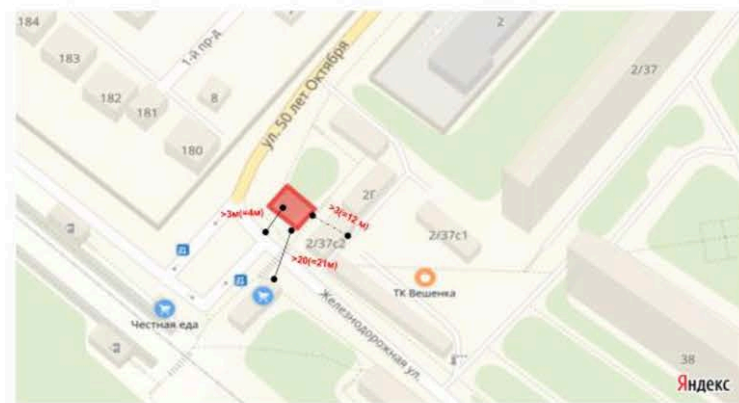 184
2
1-й пр-д
183
2/37
ул. 50 лет Октября
182
8
181
180
2Г
>3м(=4м)
>3(=12 м)
2/37с2
2/37с1
>20(=21м)
ТК Вешенка
Честная еда
Железнодорожная ул.
38
Яндекс